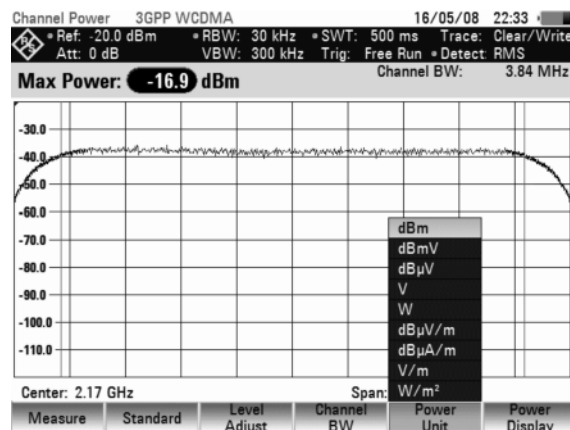 Channel Power 3GPP WCDMA 16/05/08 22:33
Ref: -20.0 dBm RBW: 30 kHz SWT: 500 ms Trace: Clear/Write
Att: 0 dB VBW: 300 kHz Trig: Free Run Detect: RMS
Max Power: -16.9 dBm Channel BW: 3.84 MHz
-30.0
-40.0
-50.0
-60.0
-70.0
-80.0
-90.0
-100.0
-110.0
dBm
dBmV
dBµV
V
W
dBµV/m
dBµA/m
V/m
W/m²
Center: 2.17 GHz Span:
Measure Standard Level Adjust Channel BW Power Unit Power Display